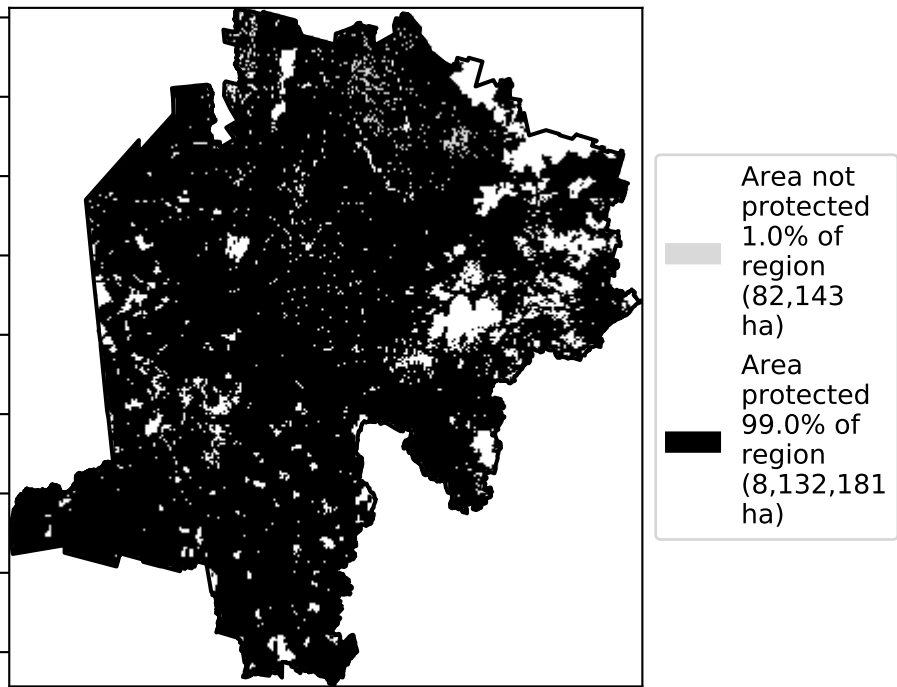 Area not
protected
1.0% of
region
(82,143
ha)
Area
protected
99.0% of
region
(8,132,181
ha)